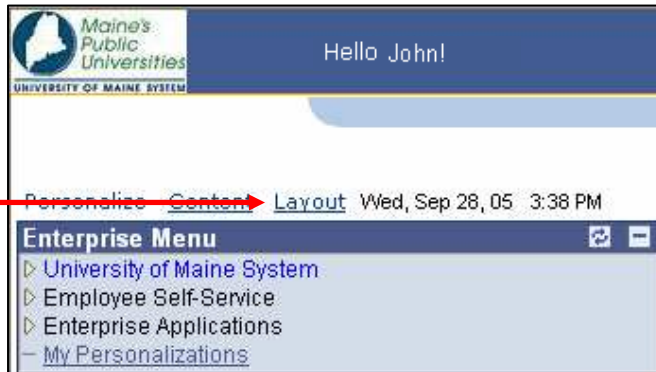 Maine's
Public
Universities
UNIVERSITY OF MAINE SYSTEM
Hello John!
Personalize Content Layout Wed, Sep 28, 05 3:38 PM
Enterprise Menu
University of Maine System
Employee Self-Service
Enterprise Applications
My Personalizations